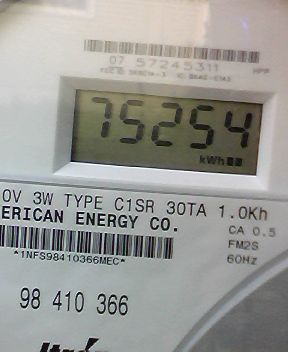 07 57245311
75254
kWh
0V 3W TYPE C1SR 30TA 1.0Kh
ERICAN ENERGY CO.
CA 0.5
FM2S
60Hz
*1NFS98410366MEC*
98 410 366
Itron